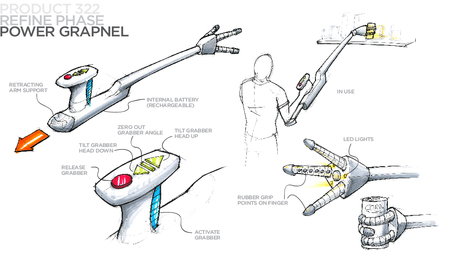 PRODUCT 322
REFINE PHASE
POWER GRAPNEL
RETRACTING
ARM SUPPORT
INTERNAL BATTERY
(RECHARGEABLE)
IN USE
ZERO OUT
GRABBER ANGLE
TILT GRABBER
HEAD UP
TILT GRABBER
HEAD DOWN
RELEASE
GRABBER
ACTIVATE
GRABBER
LED LIGHTS
RUBBER GRIP
POINTS ON FINGER